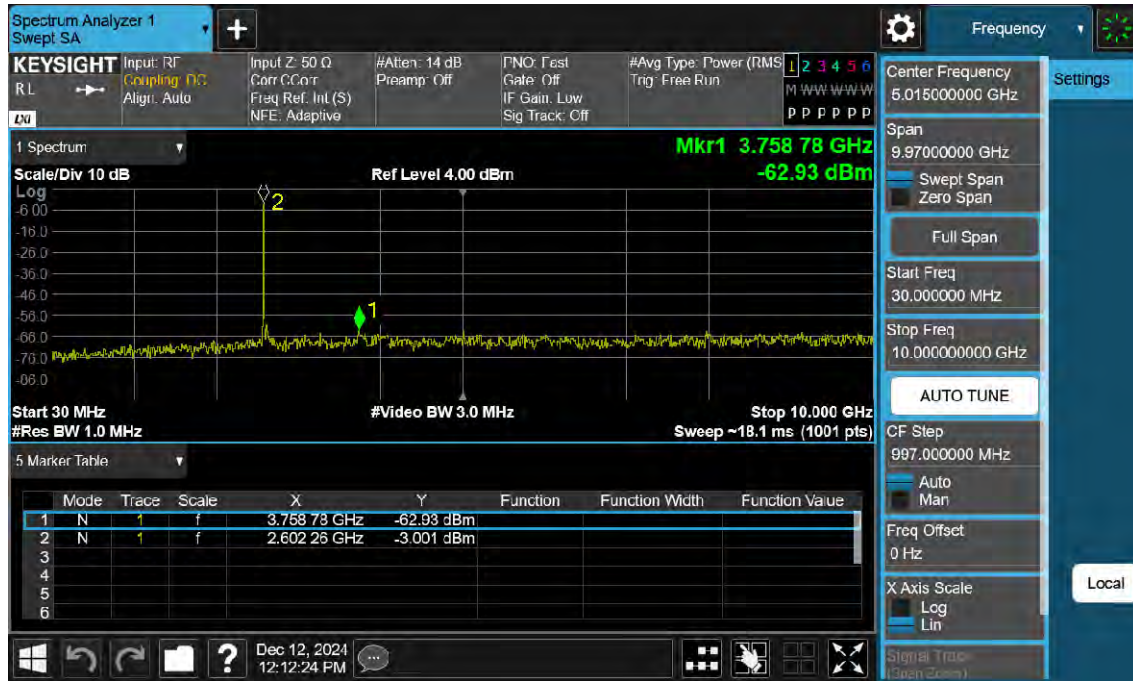 Spectrum Analyzer 1
Swept SA
+
Frequency
KEYSIGHT
RL
LXI
Input: RF
Coupling: DC
Align: Auto
Input Z: 50 Ω
Corr CCorr
Freq Ref: Int (S)
NFE: Adaptive
#Atten: 14 dB
Preamp: Off
PNO: Fast
Gate: Off
IF Gain: Low
Sig Track: Off
#Avg Type: Power (RMS
Trig: Free Run
1 2 3 4 5 6
M W W W W W
P P P P P P
1 Spectrum
Scale/Div 10 dB
Ref Level 4.00 dBm
Mkr1 3.758 78 GHz
-62.93 dBm
Log
-6.00
-16.0
-26.0
-36.0
-46.0
-56.0
-66.0
-76.0
-86.0
2
1
Start 30 MHz
#Video BW 3.0 MHz
Stop 10.000 GHz
#Res BW 1.0 MHz
Sweep ~18.1 ms (1001 pts)
5 Marker Table
Mode Trace Scale X Y Function Function Width Function Value
1 N 1 f 3.758 78 GHz -62.93 dBm
2 N 1 f 2.602 26 GHz -3.001 dBm
3
4
5
6
?
Dec 12, 2024
12:12:24 PM
Center Frequency
5.015000000 GHz
Span
9.97000000 GHz
Swept Span
Zero Span
Full Span
Start Freq
30.000000 MHz
Stop Freq
10.000000000 GHz
AUTO TUNE
CF Step
997.000000 MHz
Auto
Man
Freq Offset
0 Hz
X Axis Scale
Log
Lin
Signal Track
(Span Zoom)
Settings
Local